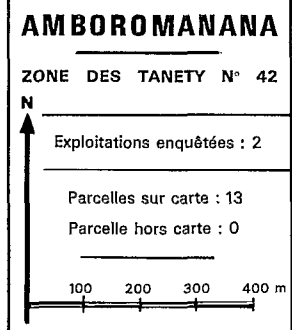 AMBOROMANANA
ZONE DES TANETY N° 42
N
Exploitations enquêtées : 2
Parcelles sur carte : 13
Parcelle hors carte : 0
100 200 300 400 m